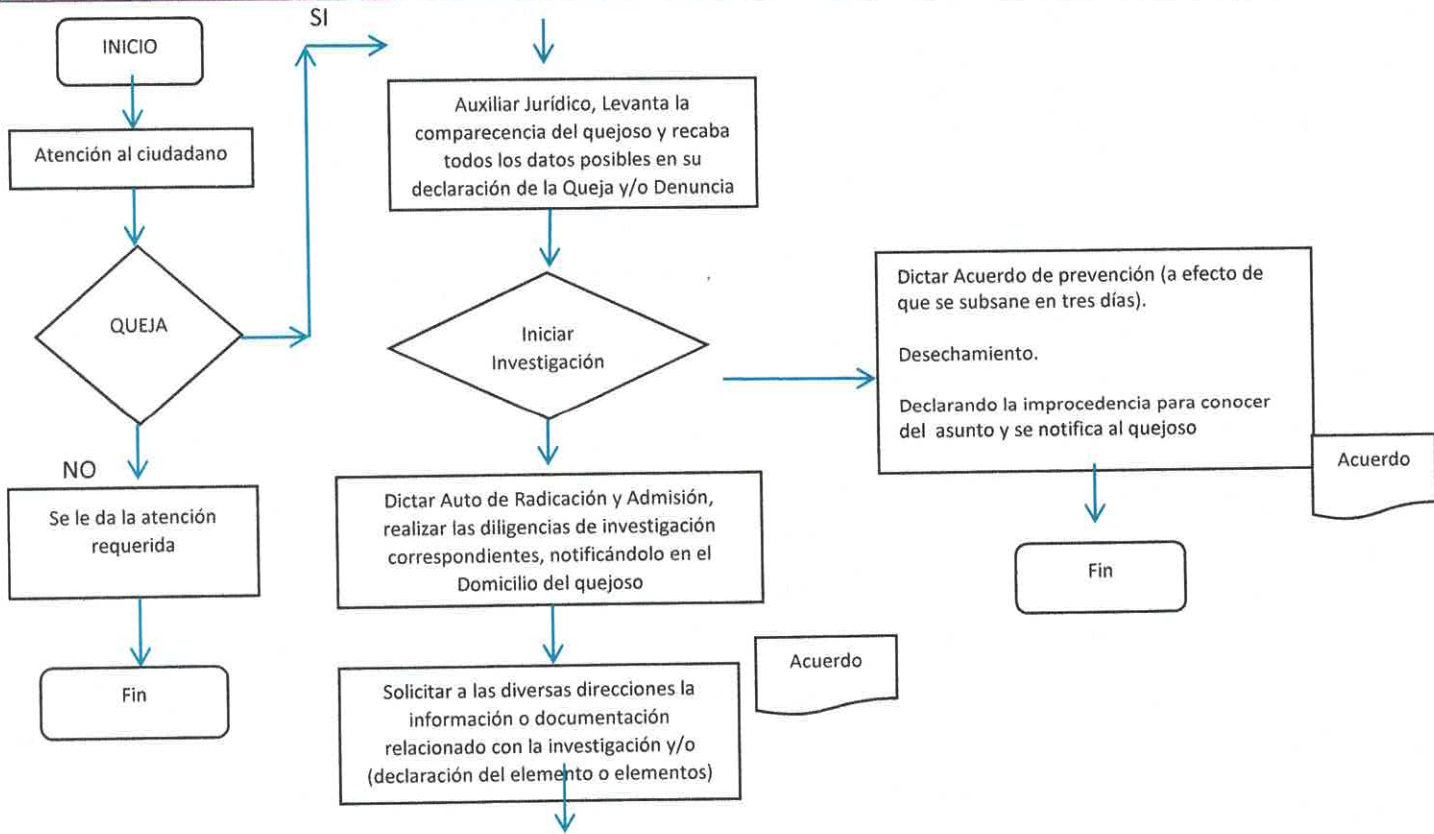 INICIO
Atención al ciudadano
QUEJA
SI
NO
Se le da la atención
requerida
Fin
Auxiliar Jurídico, Levanta la
comparecencia del quejoso y recaba
todos los datos posibles en su
declaración de la Queja y/o Denuncia
Iniciar
Investigación
Dictar Auto de Radicación y Admisión,
realizar las diligencias de investigación
correspondientes, notificándolo en el
Domicilio del quejoso
Solicitar a las diversas direcciones la
información o documentación
relacionado con la investigación y/o
(declaración del elemento o elementos)
Acuerdo
Dictar Acuerdo de prevención (a efecto de
que se subsane en tres días).
Desechamiento.
Declarando la improcedencia para conocer
del asunto y se notifica al quejoso
Acuerdo
Fin